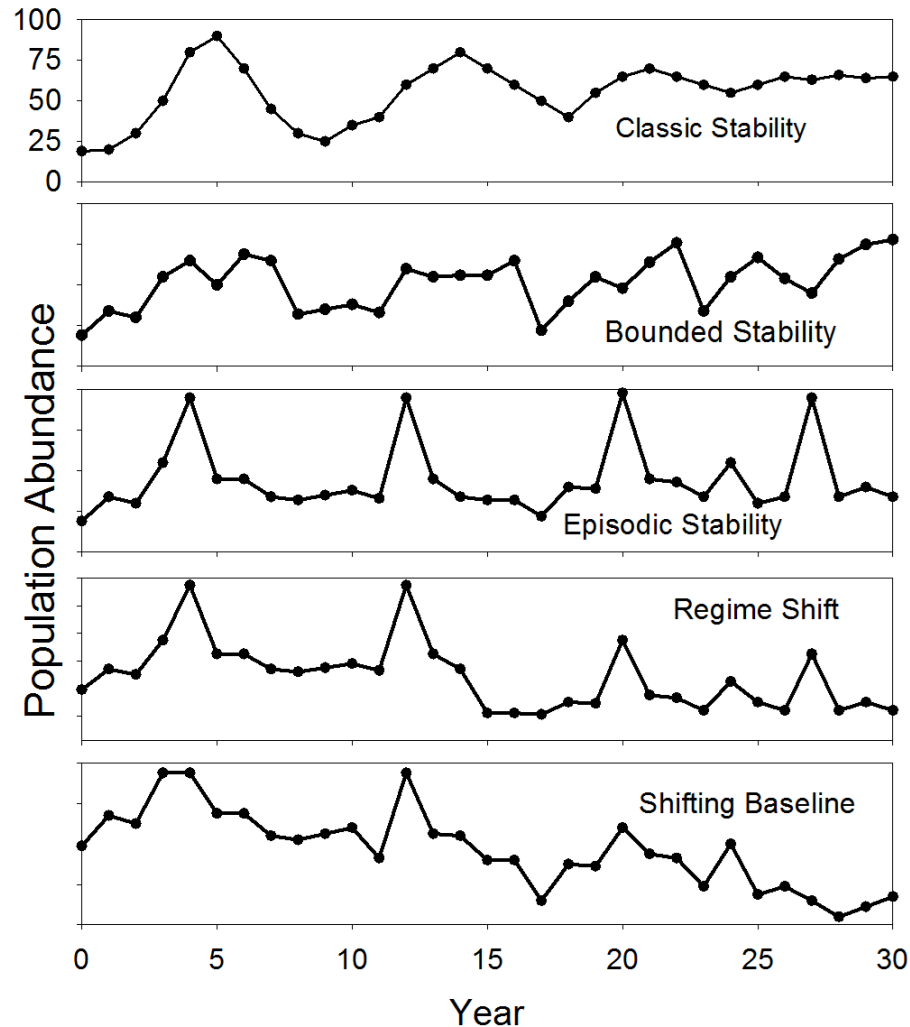 100
75
50
25
0
Classic Stability
Bounded Stability
Episodic Stability
Regime Shift
Shifting Baseline
Population Abundance
0 5 10 15 20 25 30
Year